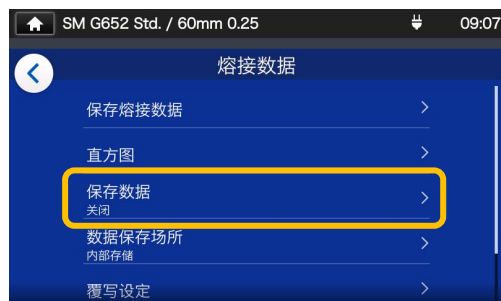 SM G652 Std. / 60mm 0.25 09:07
熔接数据
保存熔接数据
直方图
保存数据
关闭
数据保存场所
内部存储
覆写设定